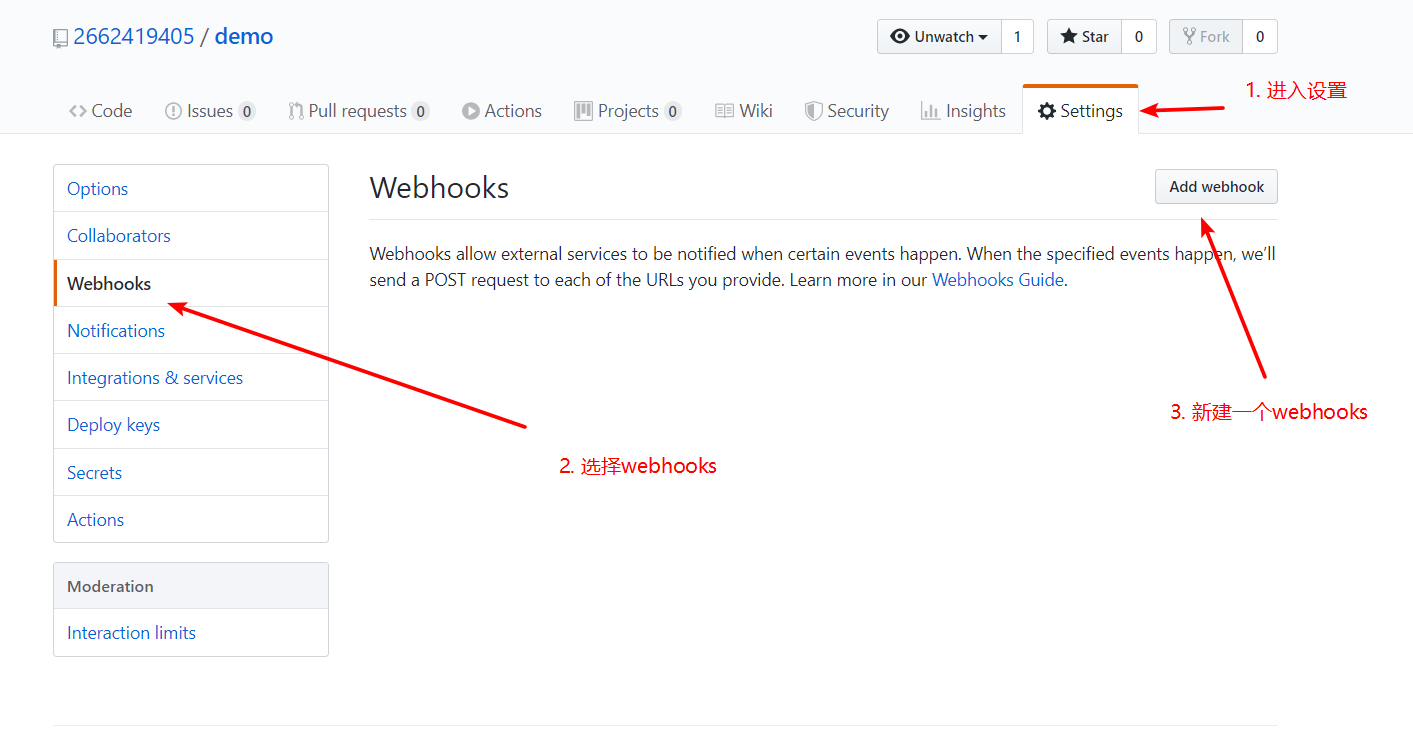 2662419405 / demo
Unwatch 1 Star 0 Fork 0
Code Issues 0 Pull requests 0 Actions Projects 0 Wiki Security Insights Settings
1. 进入设置
Options
Collaborators
Webhooks
Notifications
Integrations & services
Deploy keys
Secrets
Actions
Moderation
Interaction limits
Webhooks
Add webhook
Webhooks allow external services to be notified when certain events happen. When the specified events happen, we'll
send a POST request to each of the URLs you provide. Learn more in our Webhooks Guide.
3. 新建一个webhooks
2. 选择webhooks